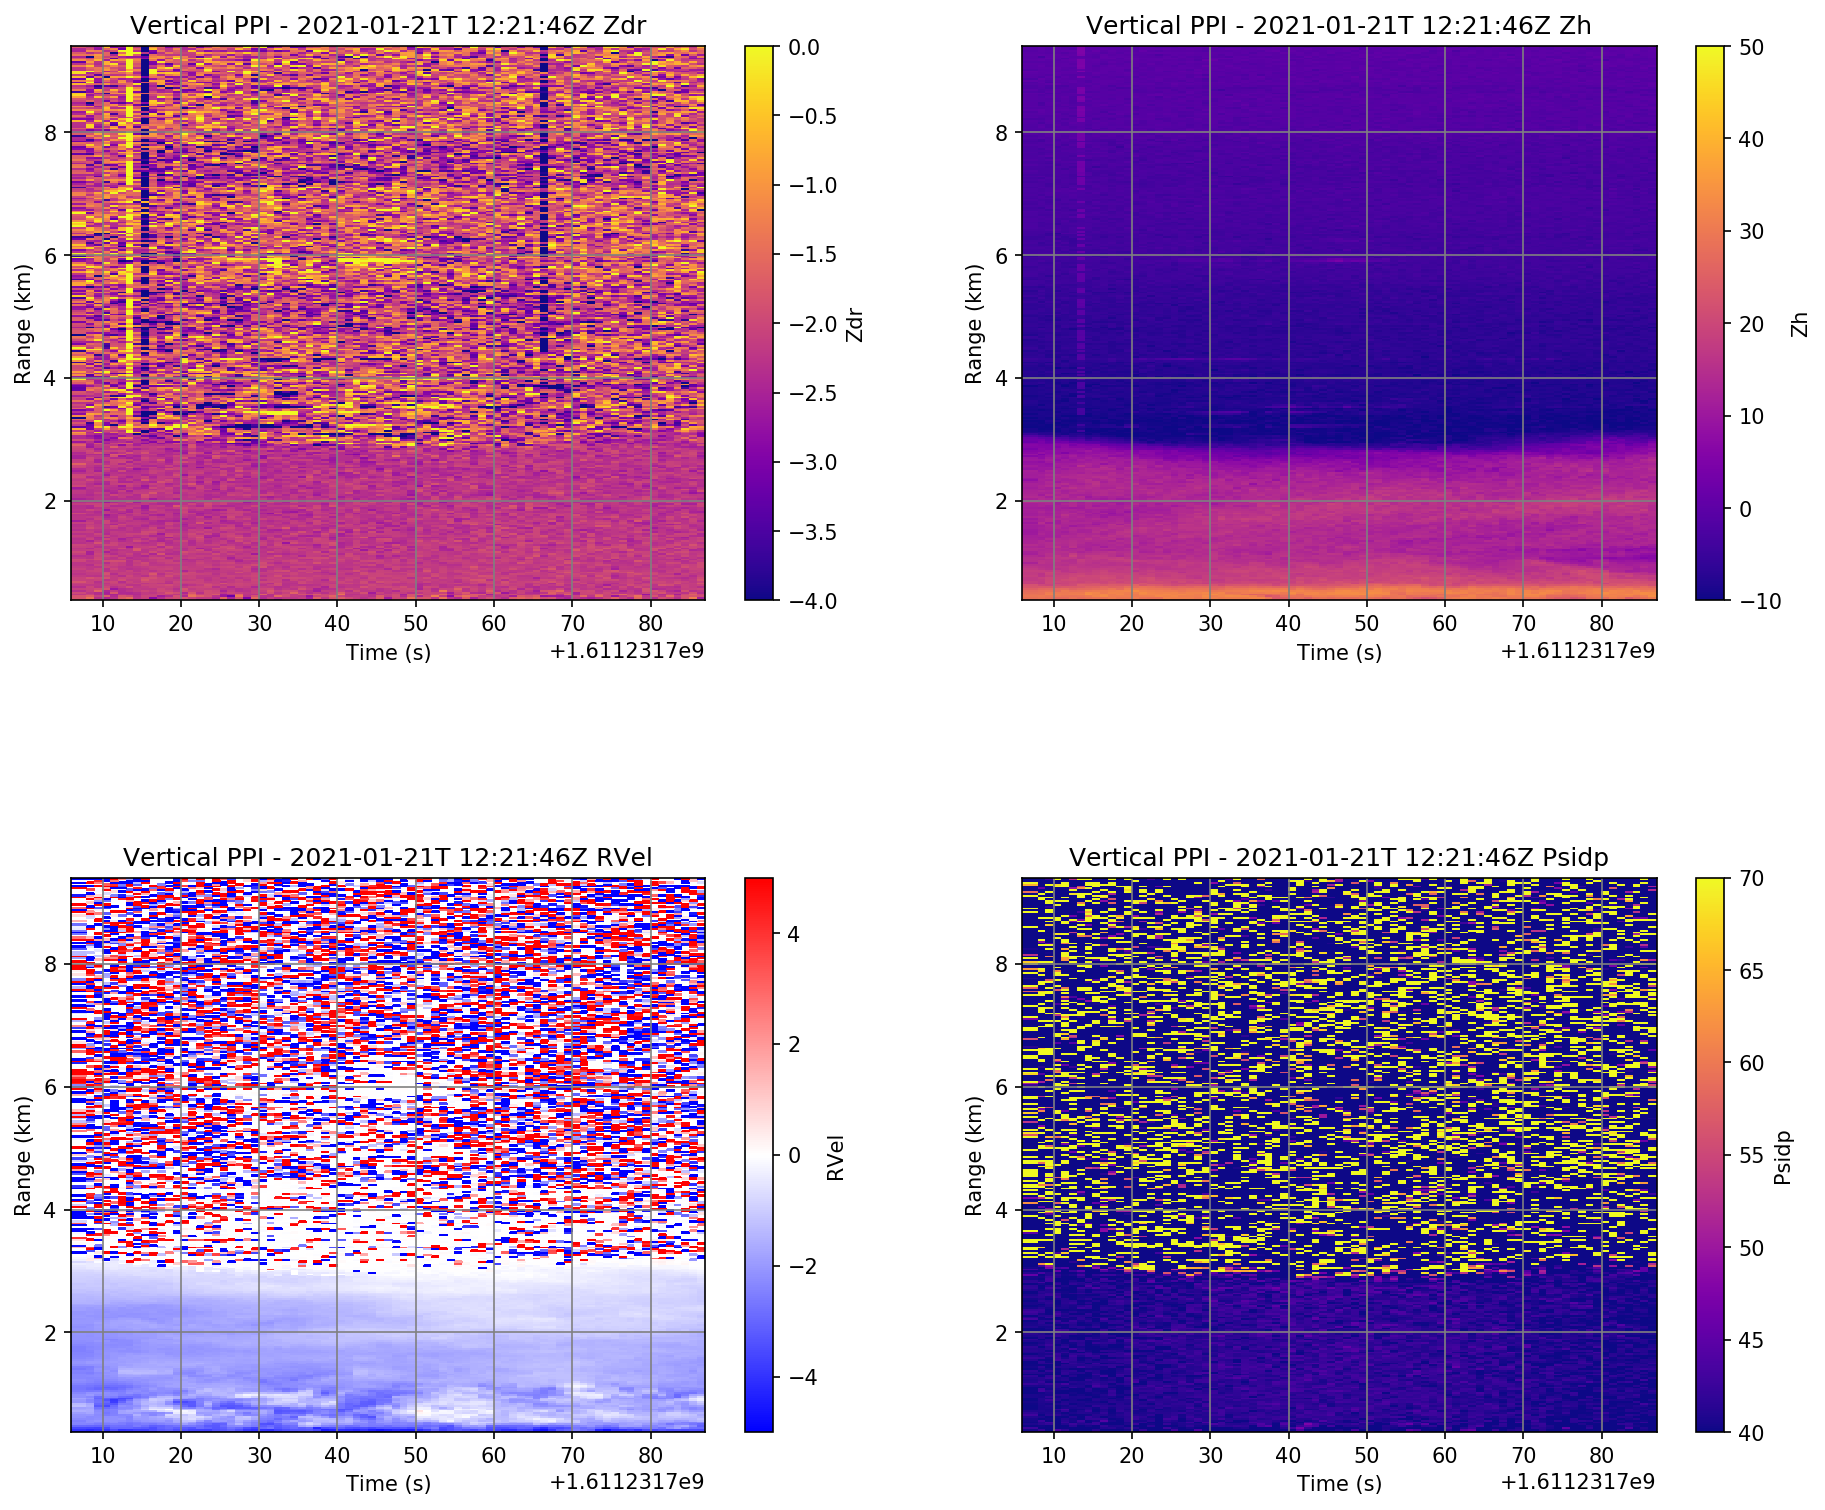 Vertical PPI - 2021-01-21T 12:21:46Z Zdr
Range (km)
8
6
4
2
10 20 30 40 50 60 70 80
Time (s)
+1.6112317e9
0.0
−0.5
−1.0
−1.5
−2.0
−2.5
−3.0
−3.5
−4.0
Zdr
Vertical PPI - 2021-01-21T 12:21:46Z Zh
Range (km)
8
6
4
2
10 20 30 40 50 60 70 80
Time (s)
+1.6112317e9
50
40
30
20
10
0
−10
Zh
Vertical PPI - 2021-01-21T 12:21:46Z RVel
Range (km)
8
6
4
2
10 20 30 40 50 60 70 80
Time (s)
+1.6112317e9
4
2
0
−2
−4
RVel
Vertical PPI - 2021-01-21T 12:21:46Z Psidp
Range (km)
8
6
4
2
10 20 30 40 50 60 70 80
Time (s)
+1.6112317e9
70
65
60
55
50
45
40
Psidp